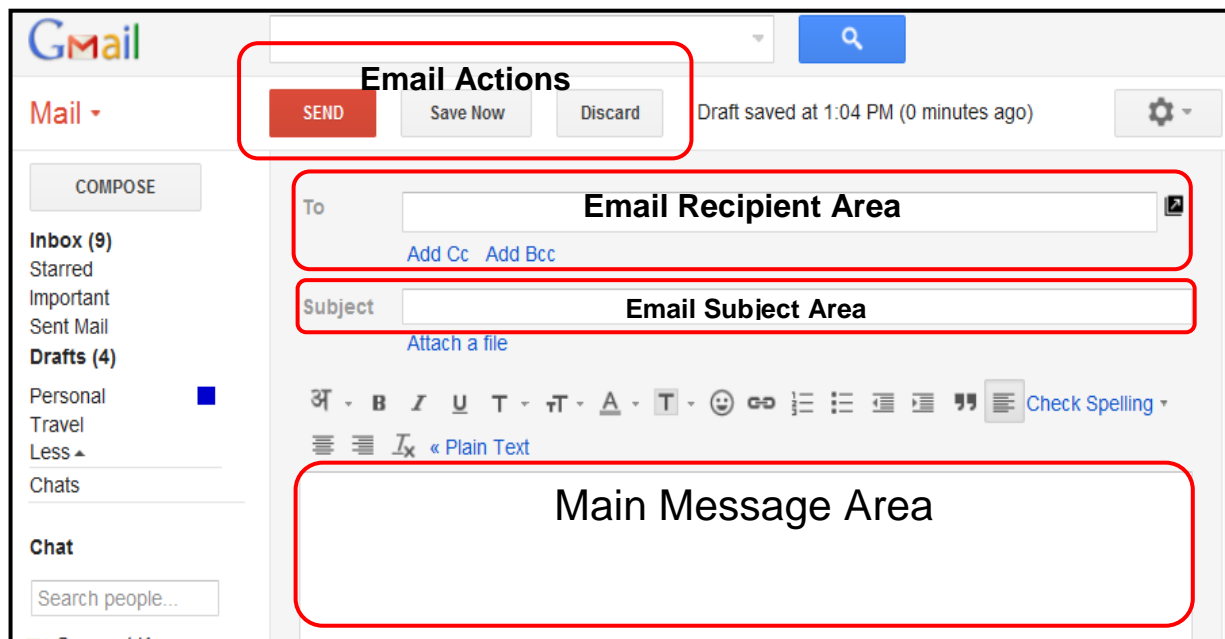 Gmail
Email Actions
Mail
SEND Save Now Discard Draft saved at 1:04 PM (0 minutes ago)
COMPOSE
Inbox (9)
Starred
Important
Sent Mail
Drafts (4)
Personal
Travel
Less
Chats
Chat
Search people...
To Email Recipient Area
Add Cc Add Bcc
Subject Email Subject Area
Attach a file
अ B I U T TT A T Check Spelling
Tx « Plain Text
Main Message Area